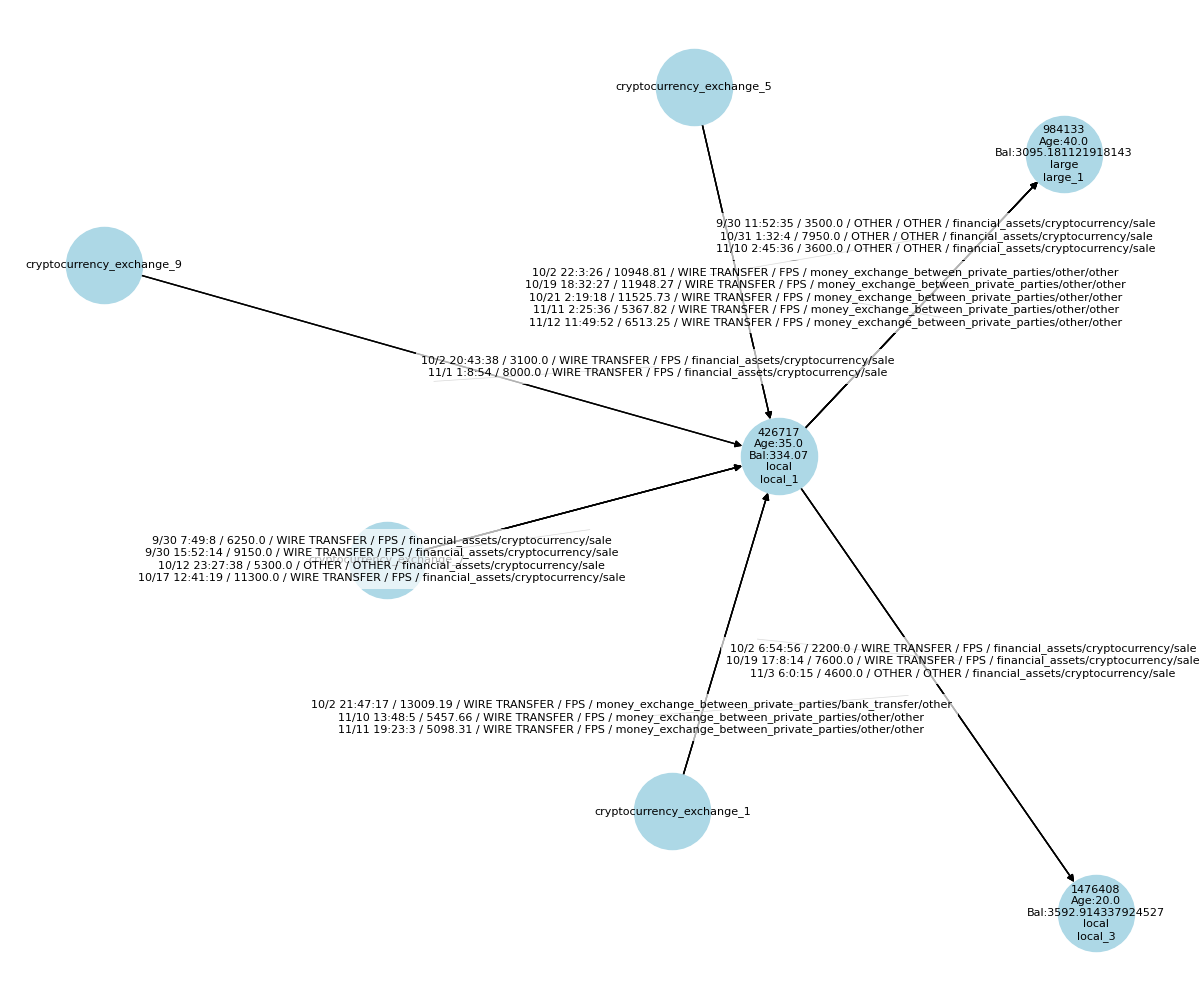 cryptocurrency_exchange_5
984133
Age:40.0
Bal:3095.181121918143
large
large_1
9/30 11:52:35 / 3500.0 / OTHER / OTHER / financial_assets/cryptocurrency/sale
10/31 1:32:4 / 7950.0 / OTHER / OTHER / financial_assets/cryptocurrency/sale
11/10 2:45:36 / 3600.0 / OTHER / OTHER / financial_assets/cryptocurrency/sale
cryptocurrency_exchange_9
10/2 22:3:26 / 10948.81 / WIRE TRANSFER / FPS / money_exchange_between_private_parties/other/other
10/19 18:32:27 / 11948.27 / WIRE TRANSFER / FPS / money_exchange_between_private_parties/other/other
10/21 2:19:18 / 11525.73 / WIRE TRANSFER / FPS / money_exchange_between_private_parties/other/other
11/11 2:25:36 / 5367.82 / WIRE TRANSFER / FPS / money_exchange_between_private_parties/other/other
11/12 11:49:52 / 6513.25 / WIRE TRANSFER / FPS / money_exchange_between_private_parties/other/other
10/2 20:43:38 / 3100.0 / WIRE TRANSFER / FPS / financial_assets/cryptocurrency/sale
11/1 1:8:54 / 8000.0 / WIRE TRANSFER / FPS / financial_assets/cryptocurrency/sale
426717
Age:35.0
Bal:334.07
local
local_1
9/30 7:49:8 / 6250.0 / WIRE TRANSFER / FPS / financial_assets/cryptocurrency/sale
9/30 15:52:14 / 9150.0 / WIRE TRANSFER / FPS / financial_assets/cryptocurrency/sale
10/12 23:27:38 / 5300.0 / OTHER / OTHER / financial_assets/cryptocurrency/sale
10/17 12:41:19 / 11300.0 / WIRE TRANSFER / FPS / financial_assets/cryptocurrency/sale
10/2 6:54:56 / 2200.0 / WIRE TRANSFER / FPS / financial_assets/cryptocurrency/sale
10/19 17:8:14 / 7600.0 / WIRE TRANSFER / FPS / financial_assets/cryptocurrency/sale
11/3 6:0:15 / 4600.0 / OTHER / OTHER / financial_assets/cryptocurrency/sale
10/2 21:47:17 / 13009.19 / WIRE TRANSFER / FPS / money_exchange_between_private_parties/bank_transfer/other
11/10 13:48:5 / 5457.66 / WIRE TRANSFER / FPS / money_exchange_between_private_parties/other/other
11/11 19:23:3 / 5098.31 / WIRE TRANSFER / FPS / money_exchange_between_private_parties/other/other
cryptocurrency_exchange_1
1476408
Age:20.0
Bal:3592.914337924527
local
local_3